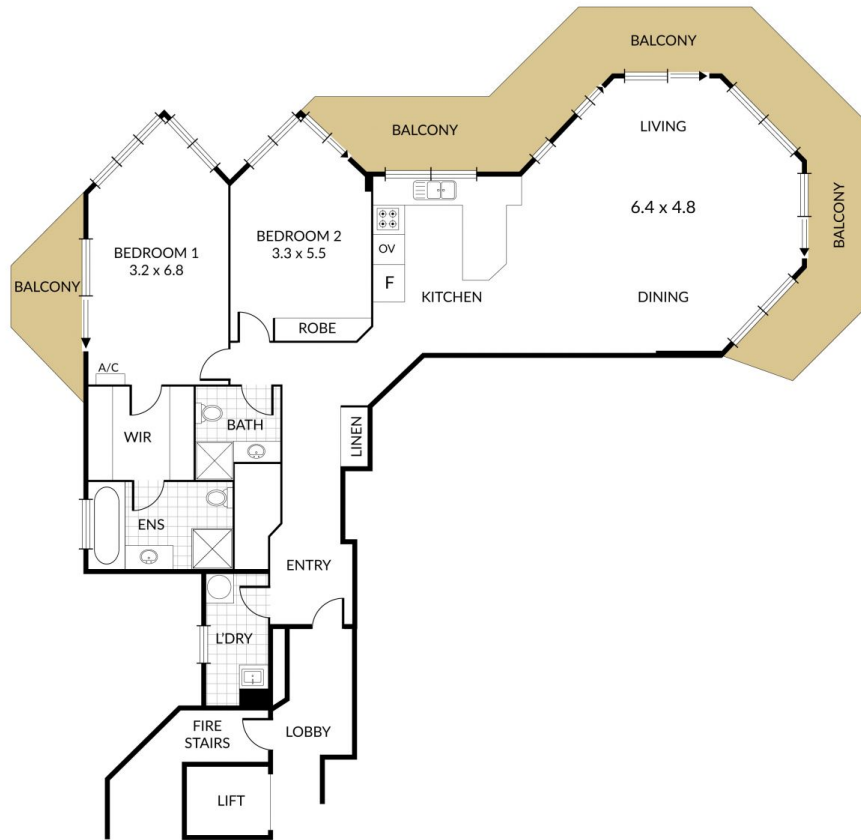 BALCONY
BALCONY
LIVING
6.4 x 4.8
BALCONY
DINING
BEDROOM 2
3.3 x 5.5
BEDROOM 1
3.2 x 6.8
BALCONY
OV
F
KITCHEN
ROBE
A/C
WIR
BATH
LINEN
ENS
ENTRY
L'DRY
FIRE
STAIRS
LOBBY
LIFT